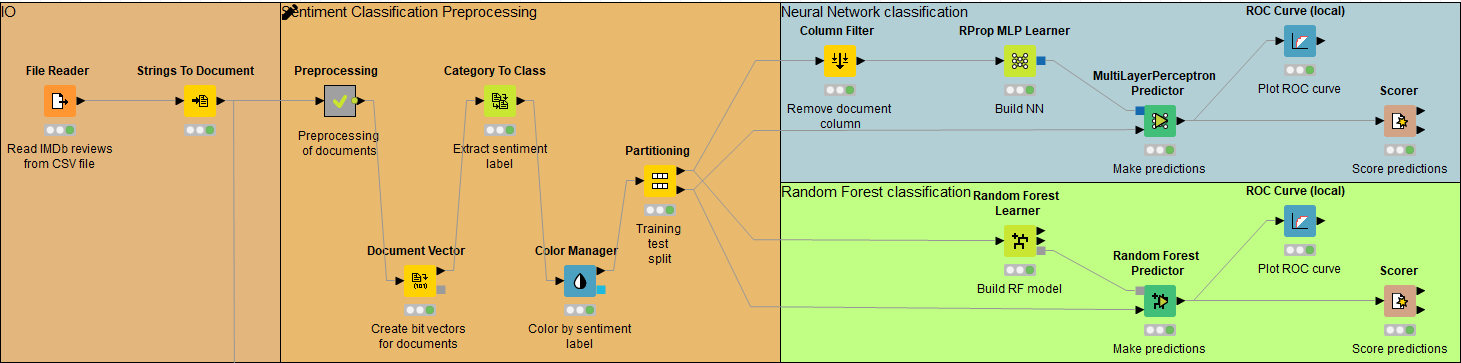 IO
File Reader
Read IMDb reviews
from CSV file
Strings To Document
Sentiment Classification Preprocessing
Preprocessing
Preprocessing
of documents
Document Vector
Create bit vectors
for documents
Category To Class
Extract sentiment
label
Color Manager
Color by sentiment
label
Partitioning
Training
test
split
Neural Network classification
Column Filter
Remove document
column
RProp MLP Learner
Build NN
MultiLayerPerceptron
Predictor
Make predictions
ROC Curve (local)
Plot ROC curve
Scorer
Score predictions
Random Forest classification
Random Forest
Learner
Build RF model
Random Forest
Predictor
Make predictions
ROC Curve (local)
Plot ROC curve
Scorer
Score predictions